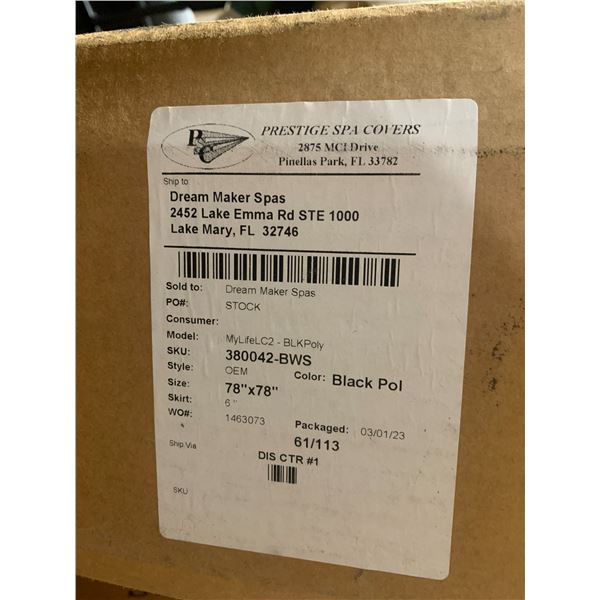 P&C PRESTIGE SPA COVERS
2875 MCI Drive
Pinellas Park, FL 33782
Ship to
Dream Maker Spas
2452 Lake Emma Rd STE 1000
Lake Mary, FL 32746
Sold to: Dream Maker Spas
PO#: STOCK
Consumer:
Model: MyLifeLC2 - BLKPoly
SKU: 380042-BWS
Style: OEM Color: Black Pol
Size: 78"x78"
Skirt: 6 "
WO#: 1463073 Packaged: 03/01/23
61/113
Ship Via DIS CTR #1
SKU